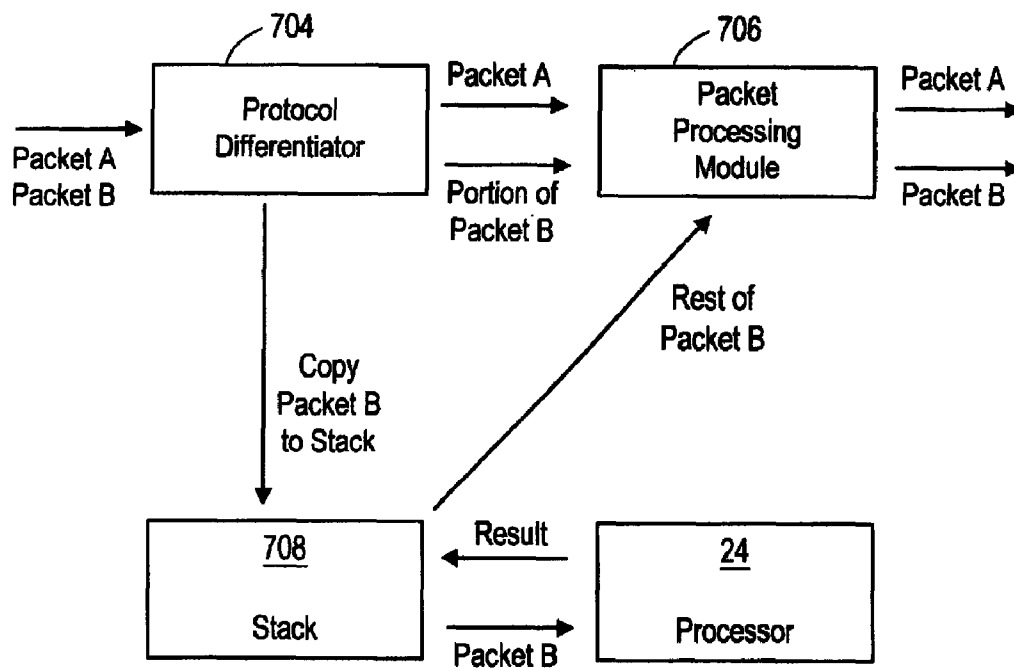 704
706
Protocol
Differentiator
Packet A
Packet
Processing
Module
Packet A
Packet A
Packet B
Portion of
Packet B
Packet B
Rest of
Packet B
Copy
Packet B
to Stack
708
Stack
Result
Packet B
24
Processor